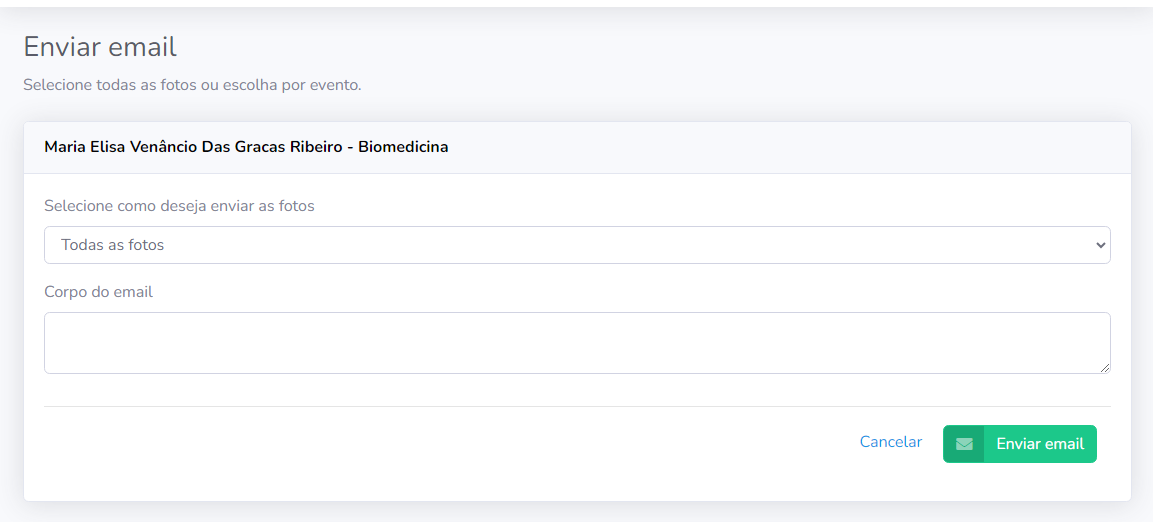 Enviar email
Selecione todas as fotos ou escolha por evento.
Maria Elisa Venâncio Das Gracas Ribeiro - Biomedicina
Selecione como deseja enviar as fotos
Todas as fotos
Corpo do email
Cancelar
Enviar email